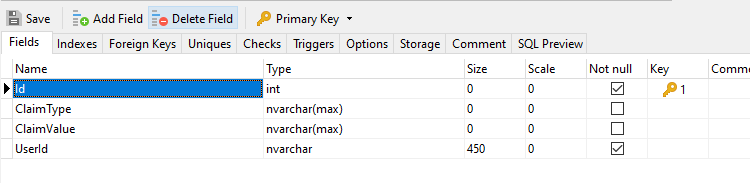 Save Add Field Delete Field Primary Key
Fields Indexes Foreign Keys Uniques Checks Triggers Options Storage Comment SQL Preview
Name Type Size Scale Not null Key Comme
Id int 0 0 1
ClaimType nvarchar(max) 0 0
ClaimValue nvarchar(max) 0 0
UserId nvarchar 450 0